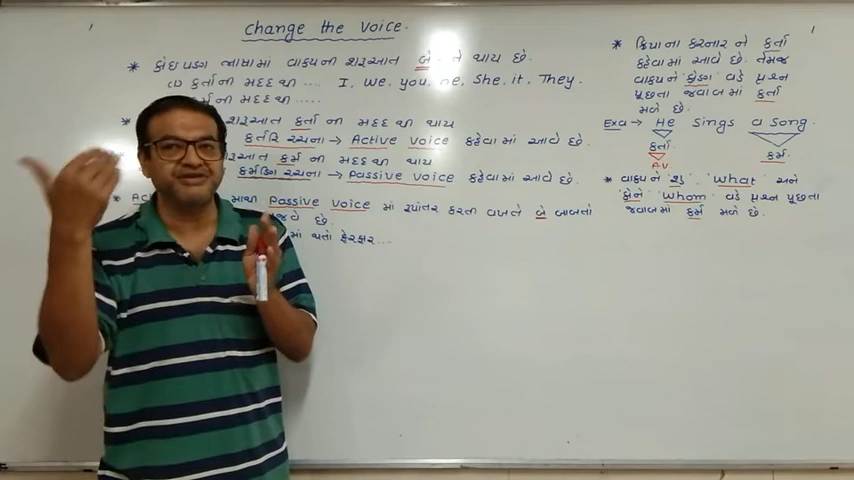 Change the Voice.
* કોઇપણ ભાષામાં વાક્યની શરૂઆત બે તે થાય છે.
(1) કર્તાની મદદથી .... I, We, you, he, She, it, They.
કર્મની મદદથી .....
* શરૂઆત કર્તા ની મદદથી થાય
કર્તરિ રચના → Active Voice કહેવામાં આવે છે.
શરૂઆત કર્મ ની મદદથી થાય
કર્મણિ રચના → Passive Voice કહેવામાં આવે છે.
* માંથી Passive Voice માં રૂપાંતર કરતી વખતે બે બાબતો
છે.
માં થતો ફેરફાર...
* ક્રિયાના કરનાર ને કર્તા
કહેવામાં આવે છે. તેમજ
વાક્યને 'કોણ' વડે પ્રશ્ન
પૂછતા જવાબમાં કર્તા
મળે છે.
Exa → He Sings a Song.
કર્તા. કર્મ.
* વાક્યને 'શું' 'What' અને
'કોને' 'Whom' વડે પ્રશ્ન પૂછતા
જવાબમાં કર્મ મળે છે.